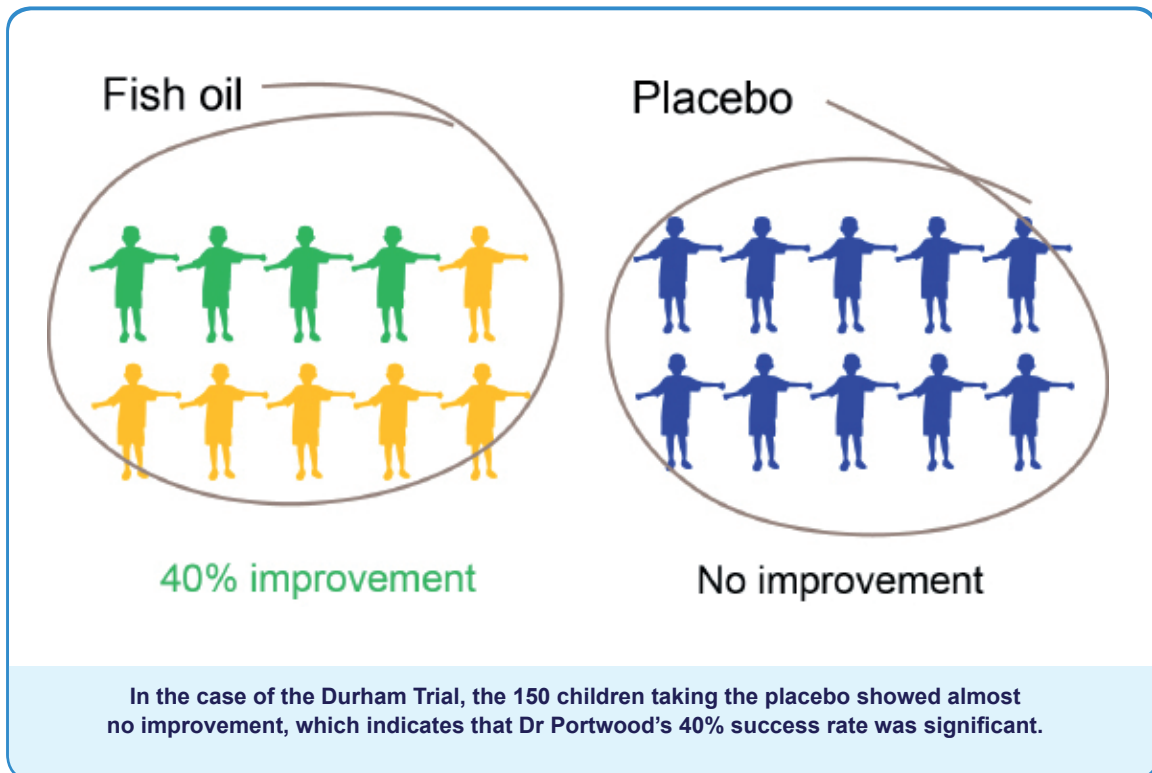 Fish oil
Placebo
40% improvement
No improvement
In the case of the Durham Trial, the 150 children taking the placebo showed almost
no improvement, which indicates that Dr Portwood’s 40% success rate was significant.